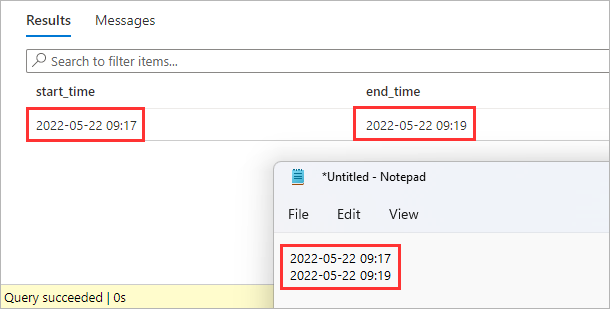 Results Messages
Search to filter items...
start_time end_time
2022-05-22 09:17 2022-05-22 09:19
*Untitled - Notepad
File Edit View
2022-05-22 09:17
2022-05-22 09:19
Query succeeded | 0s